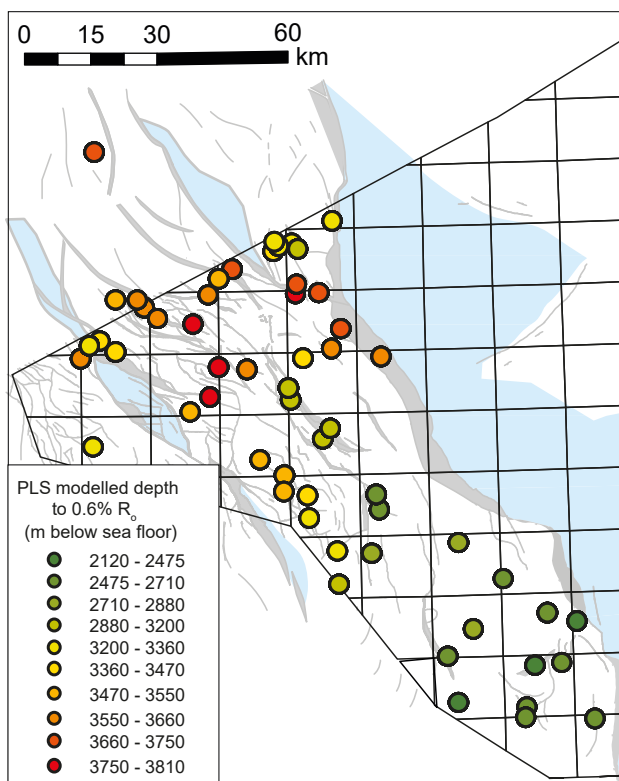 0 15 30 60
km
PLS modelled depth
to 0.6% Ro
(m below sea floor)
2120 - 2475
2475 - 2710
2710 - 2880
2880 - 3200
3200 - 3360
3360 - 3470
3470 - 3550
3550 - 3660
3660 - 3750
3750 - 3810